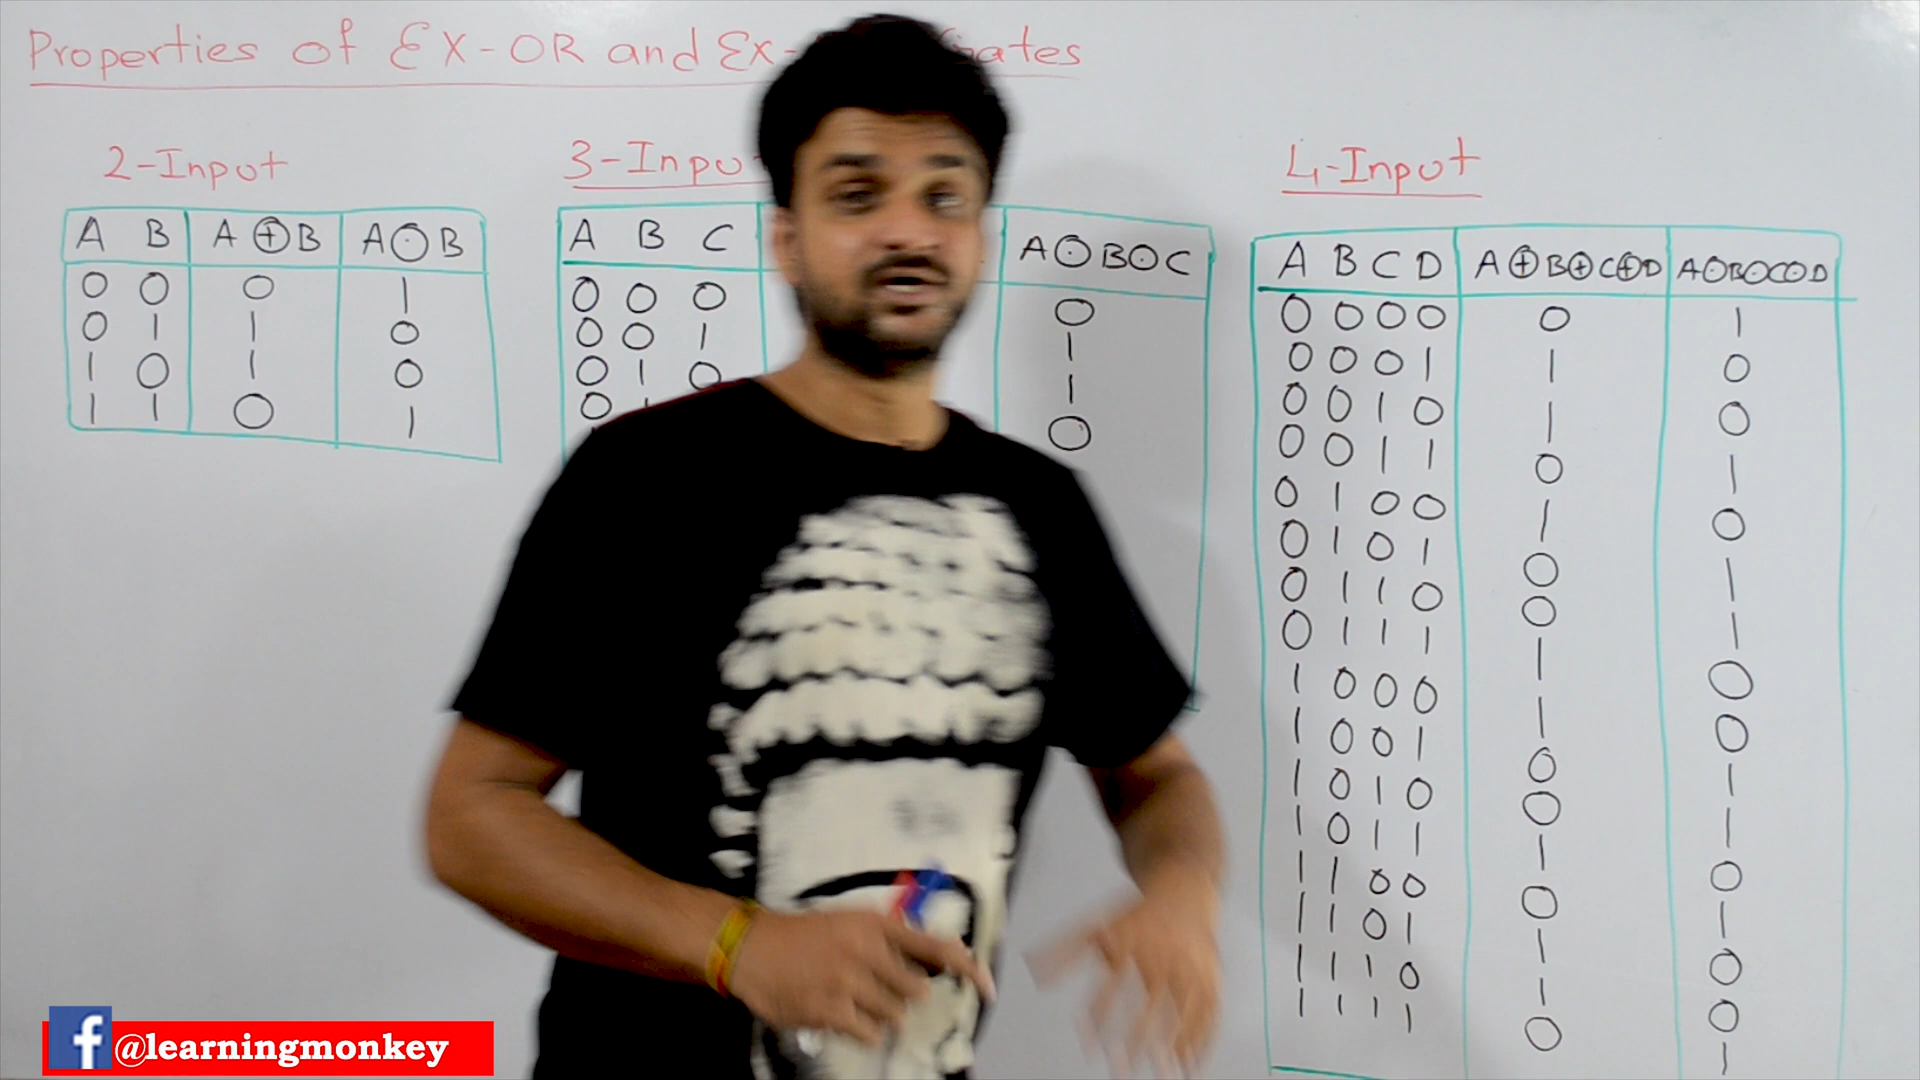 Properties of EX-OR and Ex- Gates
2-Input
A B A ⊕ B A ⊙ B
0 0 0 1
0 1 1 0
1 0 1 0
1 1 0 1
3-Inpu
A B C A ⊙ B ⊙ C
0 0 0 0
0 0 1 1
0 1 0 1
0 0
4-Input
A B C D A ⊕ B ⊕ C ⊕ D A ⊙ B ⊙ C ⊙ D
0 0 0 0 0 1
0 0 0 1 1 0
0 0 1 0 1 0
0 0 1 1 0 1
0 1 0 0 1 0
0 1 0 1 0 1
0 1 1 0 0 1
0 1 1 1 1 0
1 0 0 0 1 0
1 0 0 1 0 1
1 0 1 0 0 1
1 0 1 1 1 0
1 1 0 0 0 1
1 1 0 1 1 0
1 1 1 0 1 0
1 1 1 1 0 1
f @learningmonkey